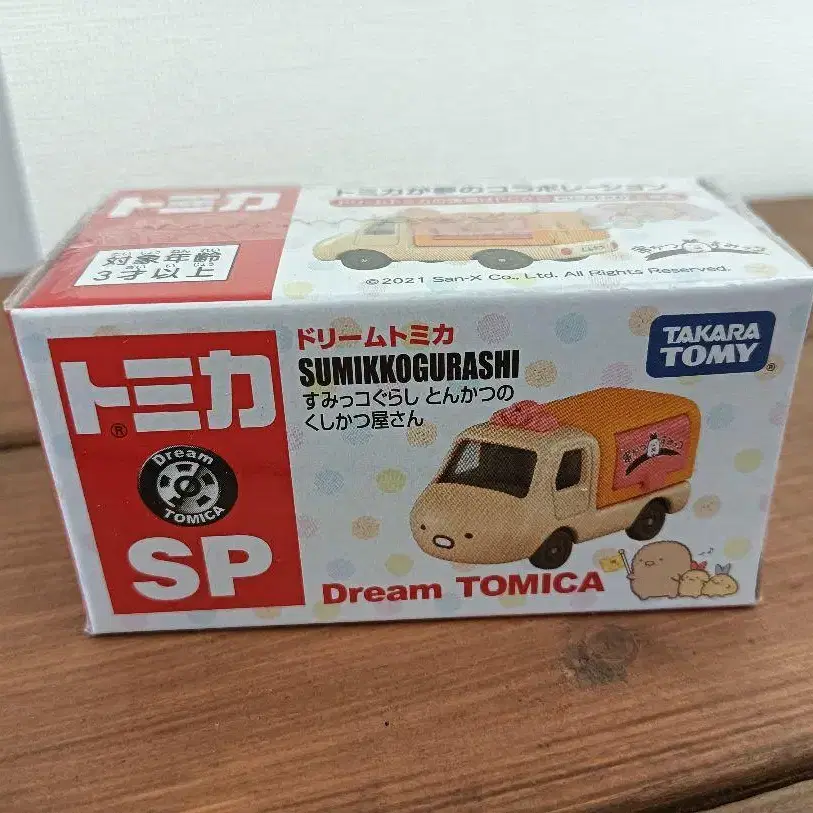 トミカ
対象年齢
3才以上
トミカが夢のコラボレーション
©2021 San-X Co., Ltd. All Rights Reserved.
トミカ®
Dream
TOMICA
SP
ドリームトミカ
SUMIKKOGURASHI
すみっコぐらし とんかつの
くしかつ屋さん
TAKARA
TOMY®
Dream TOMICA